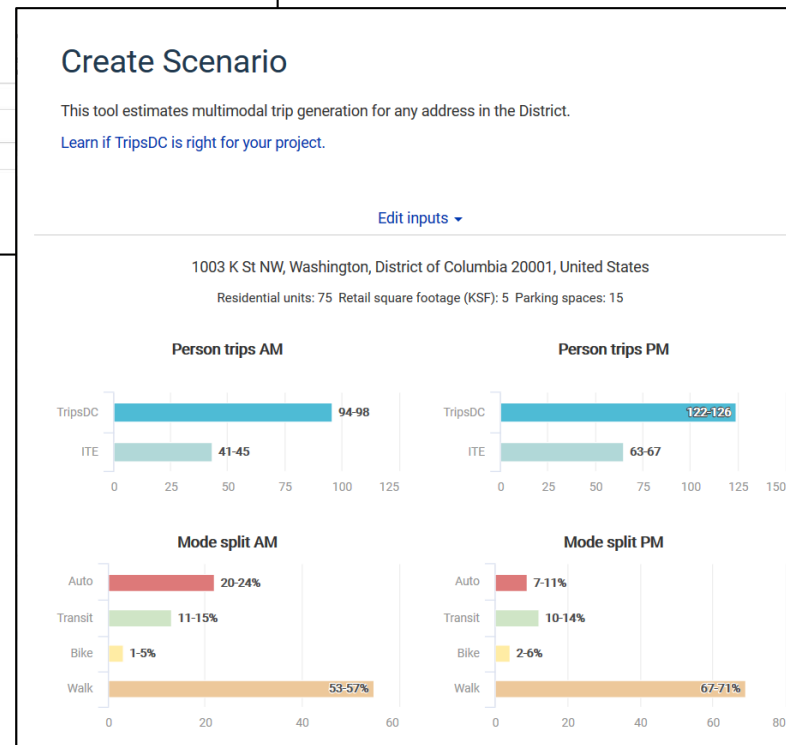 Create Scenario
This tool estimates multimodal trip generation for any address in the District.
Learn if TripsDC is right for your project.
Edit inputs
1003 K St NW, Washington, District of Columbia 20001, United States
Residential units: 75 Retail square footage (KSF): 5 Parking spaces: 15
Person trips AM
TripsDC 94-98
ITE 41-45
0 25 50 75 100 125
Person trips PM
TripsDC 122-126
ITE 63-67
0 25 50 75 100 125 150
Mode split AM
Auto 20-24%
Transit 11-15%
Bike 1-5%
Walk 53-57%
0 20 40 60
Mode split PM
Auto 7-11%
Transit 10-14%
Bike 2-6%
Walk 67-71%
0 20 40 60 80